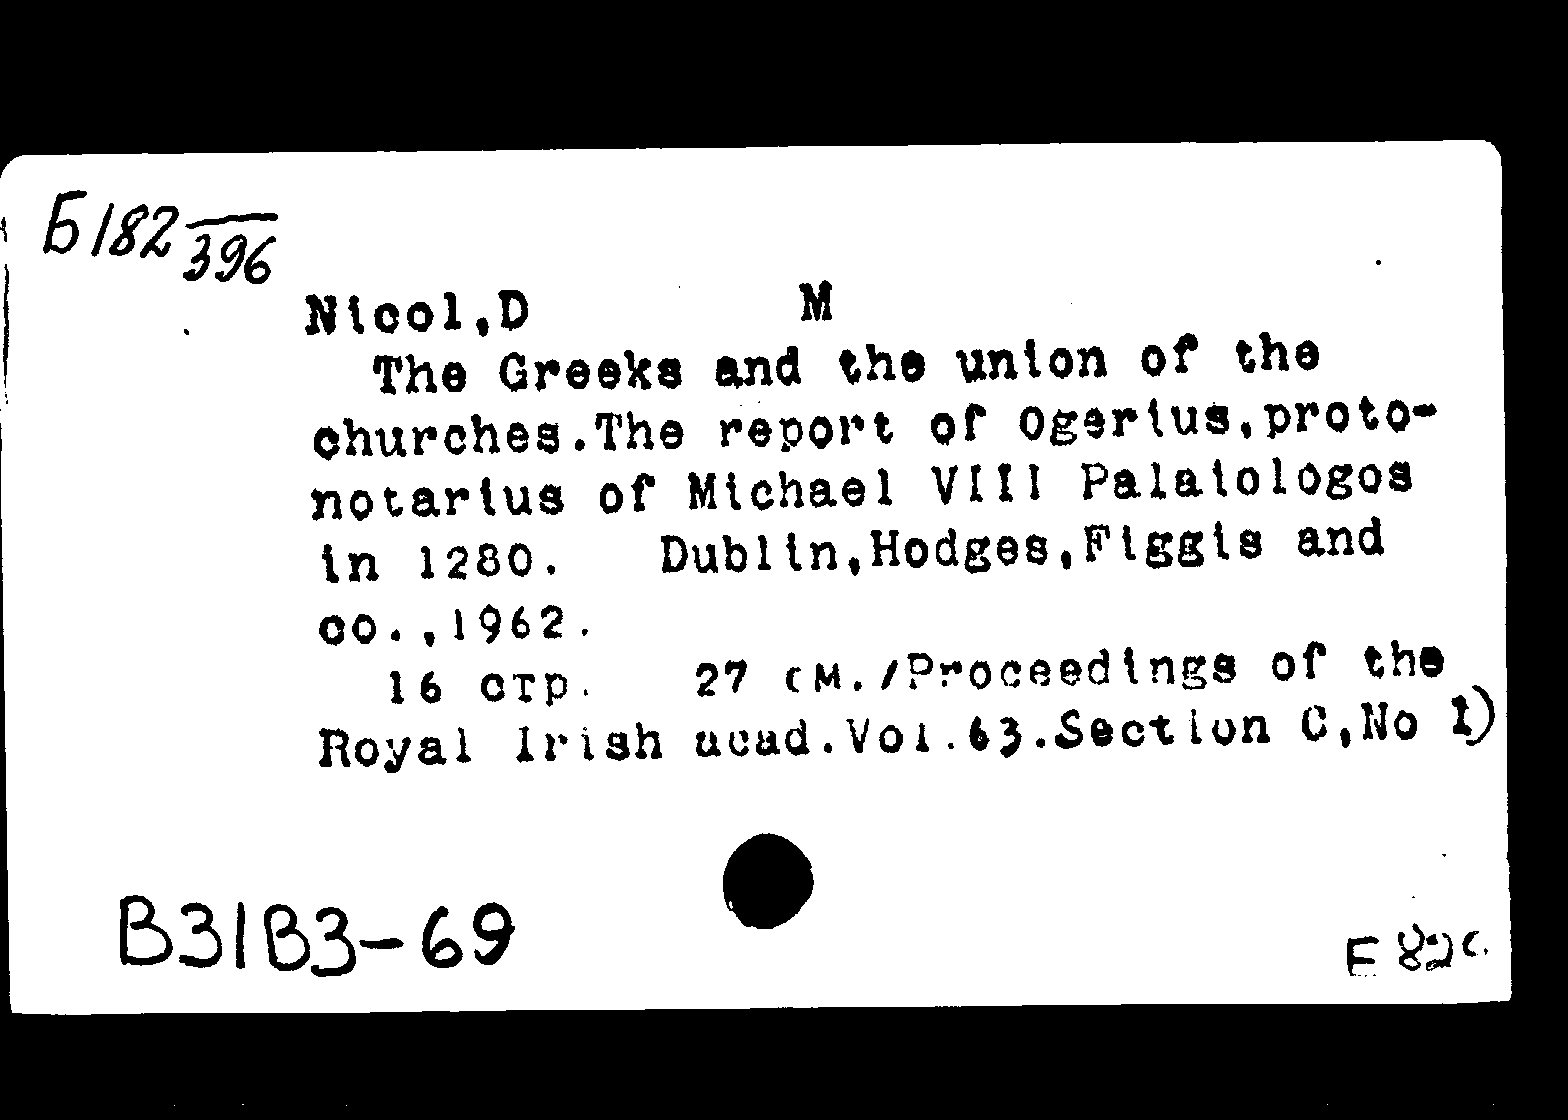 Б182
396
Nicol,D M
The Greeks and the union of the
churches.The report of Ogerius,proto-
notarius of Michael VIII Palaiologos
in 1280. Dublin,Hodges,Figgis and
co.,1962.
16 стр. 27 см./Proceedings of the
Royal Irish acad.Vol.63.Section C,No 1)
В31В3-69